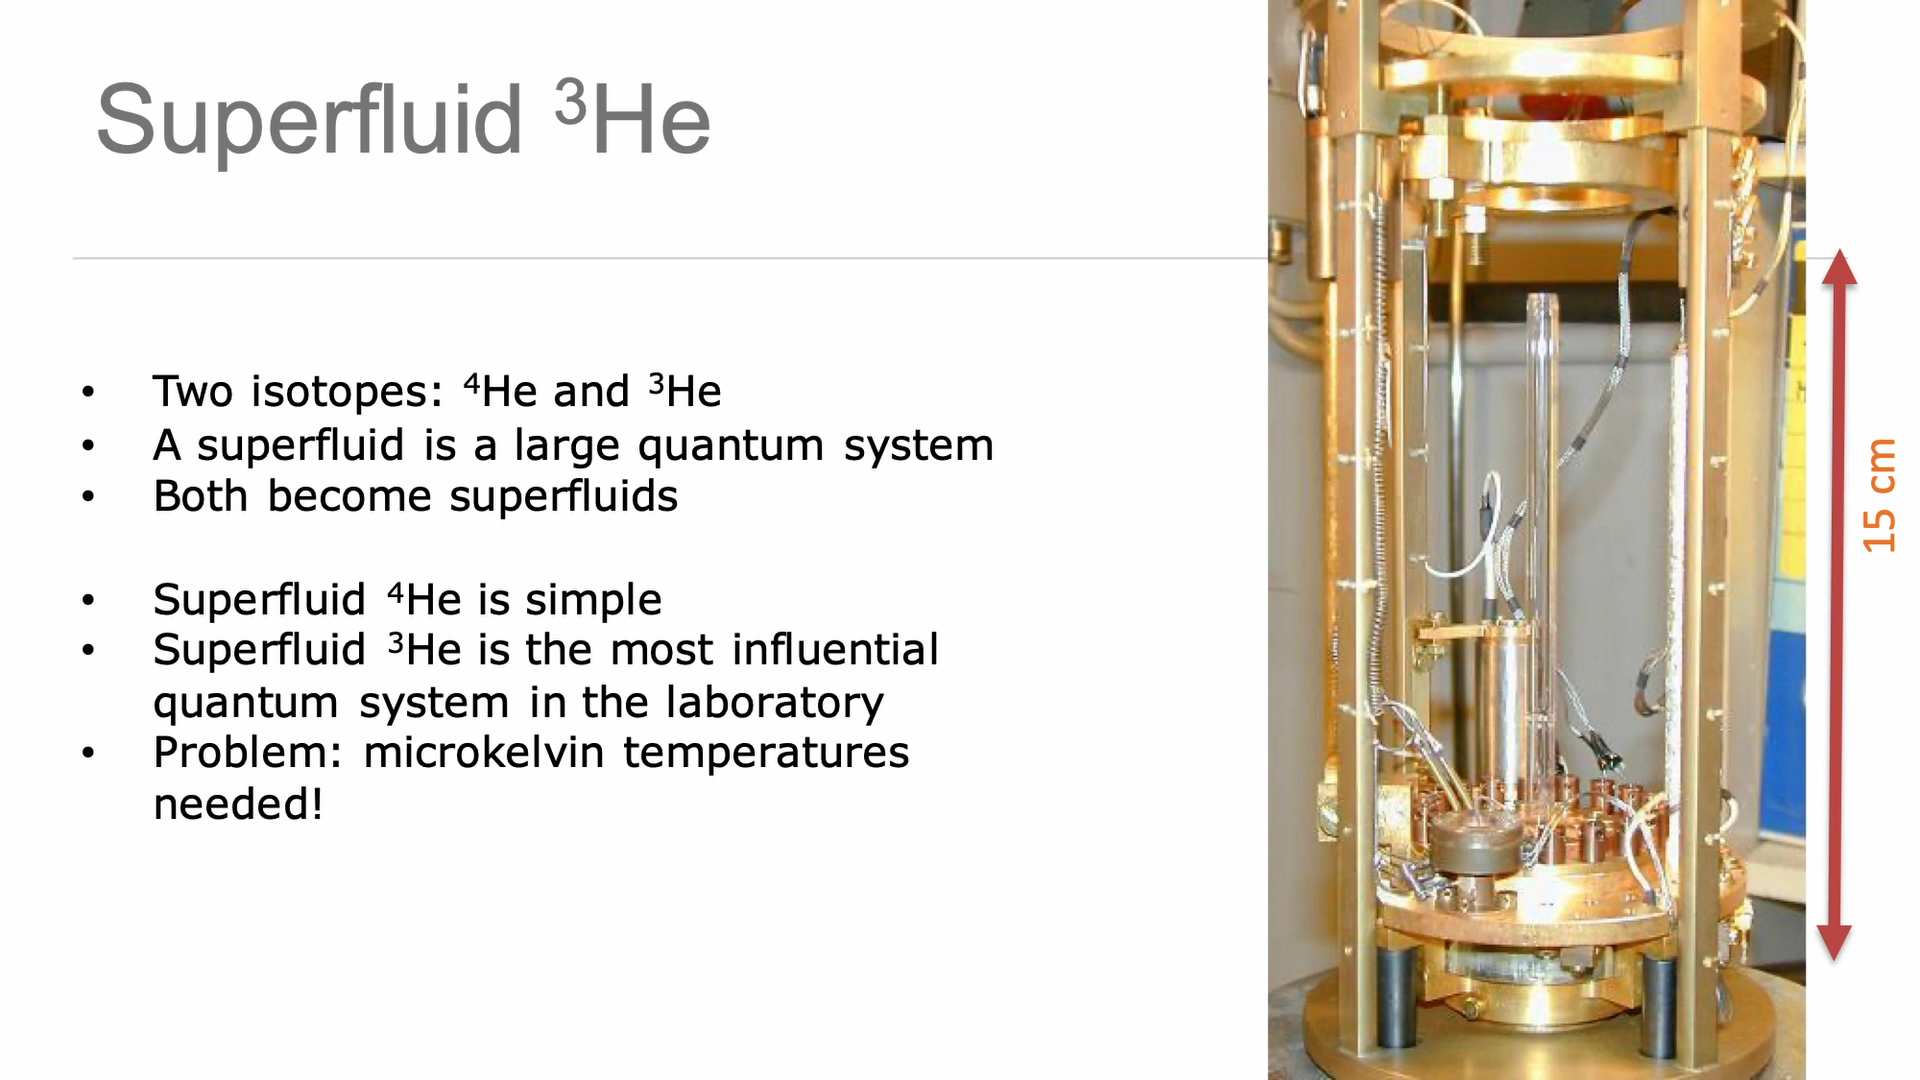 Superfluid ³He
• Two isotopes: ⁴He and ³He
• A superfluid is a large quantum system
• Both become superfluids
• Superfluid ⁴He is simple
• Superfluid ³He is the most influential
quantum system in the laboratory
• Problem: microkelvin temperatures
needed!
15 cm